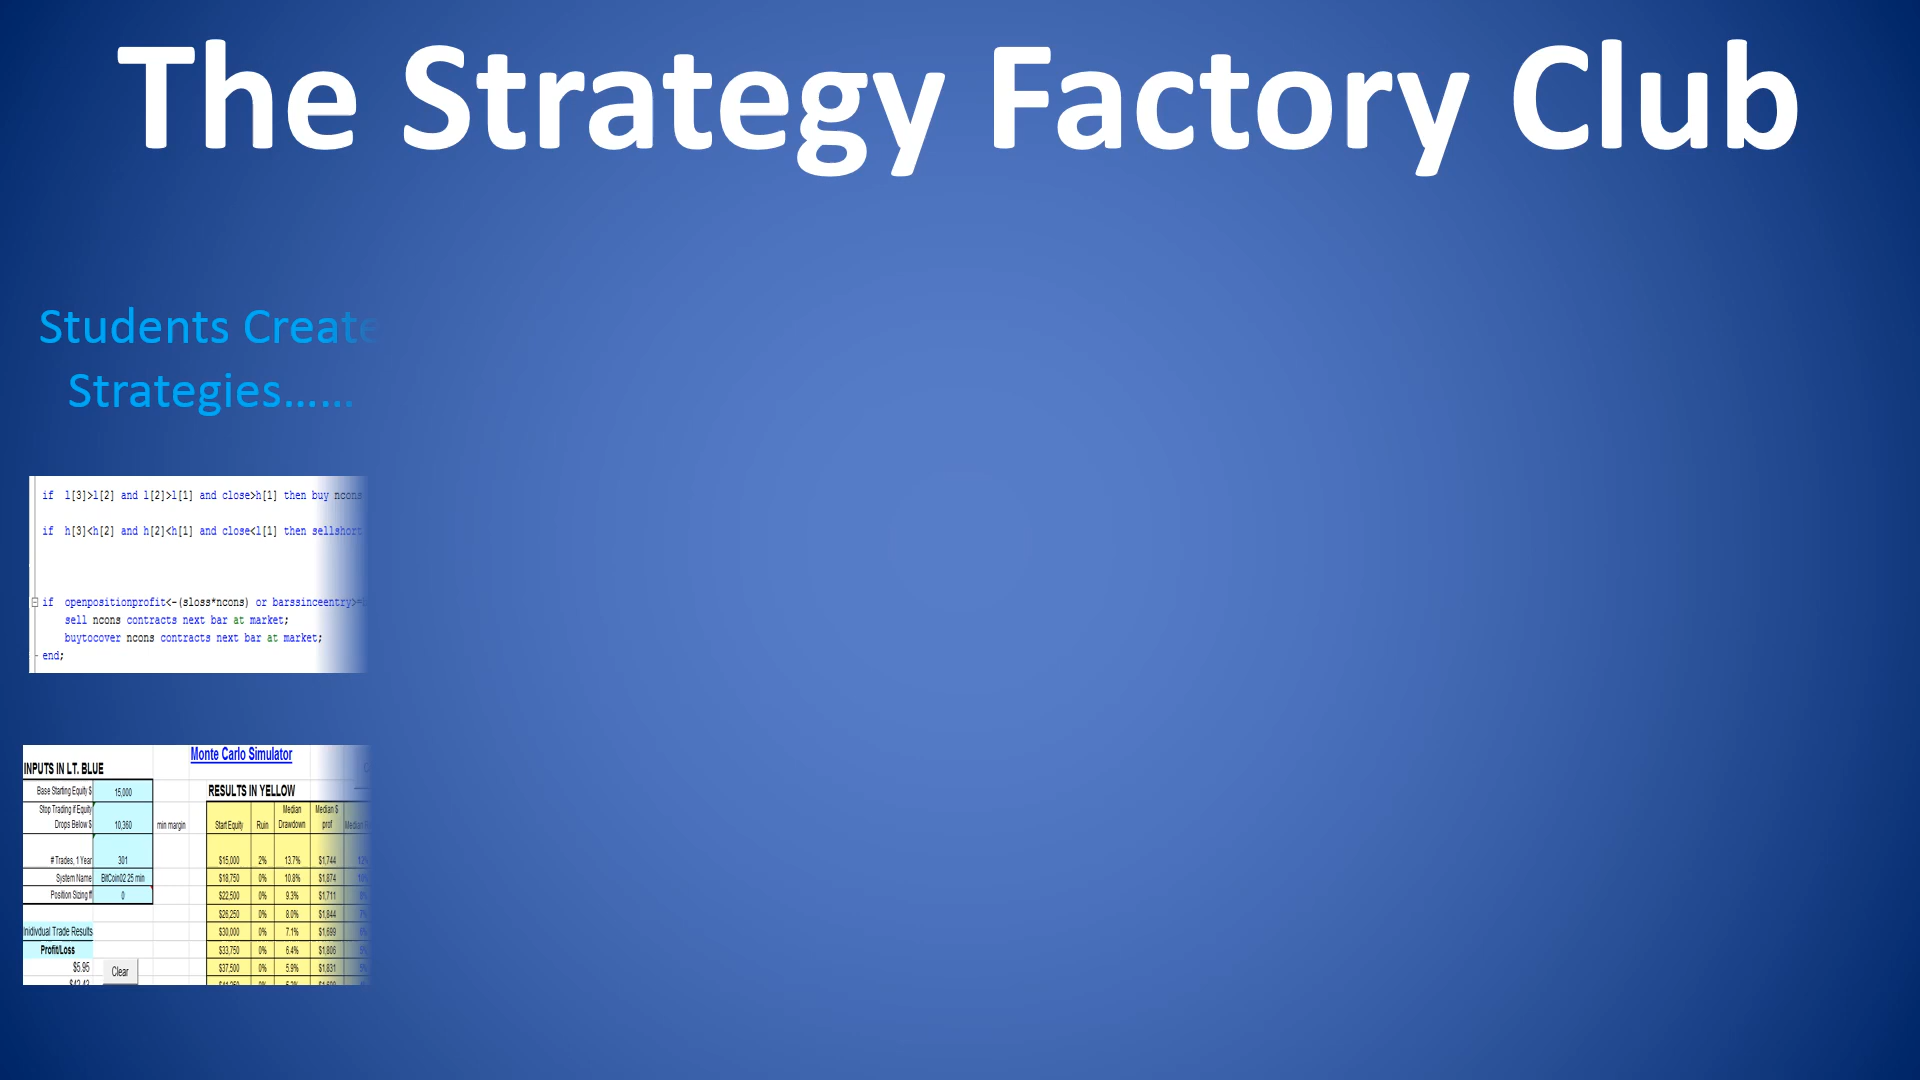 The Strategy Factory Club
Students Create
Strategies......
if l[3]>l[2] and l[2]>l[1] and close>h[1] then buy ncons
if h[3]<h[2] and h[2]<h[1] and close<l[1] then sellshort
if openpositionprofit<-(sloss*ncons) or barssinceentry>=
sell ncons contracts next bar at market;
buytocover ncons contracts next bar at market;
end;
Monte Carlo Simulator
INPUTS IN LT. BLUE
RESULTS IN YELLOW
Base Starting Equity $ 15,000
Stop Trading if Equity Median Median $
Drops Below $ 10,360 min margin Start Equity Ruin Drawdown prof Median
# Trades, 1 Year 301 $15,000 2% 13.7% $1,744
System Name BitCoin02 25 min $18,750 0% 10.8% $1,874
Position Sizing ff 0 $22,500 0% 9.3% $1,711
$26,250 0% 8.0% $1,844
Inidivdual Trade Results $30,000 0% 7.1% $1,699
Profit/Loss $33,750 0% 6.4% $1,806
$5.95 Clear $37,500 0% 5.9% $1,831